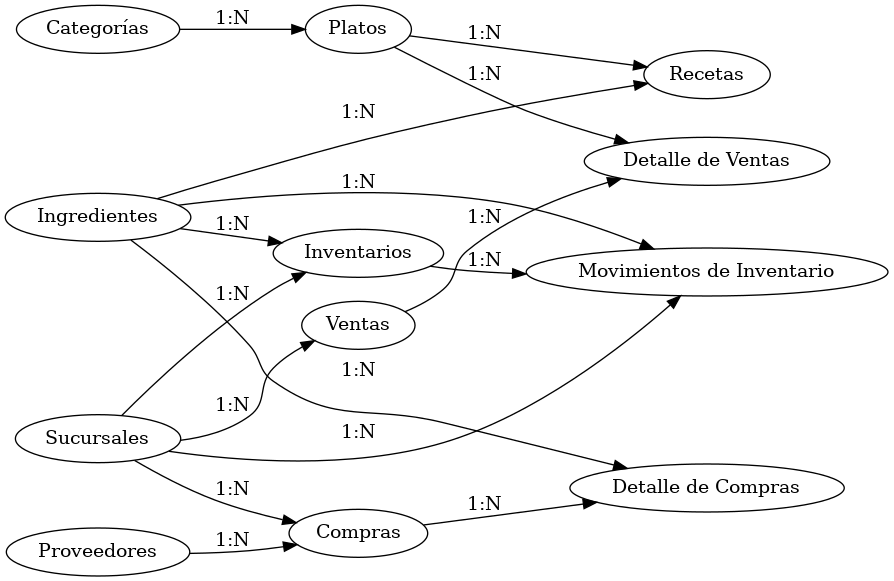 Categorías
1:N
Platos
1:N
Recetas
1:N
1:N
Detalle de Ventas
1:N
Ingredientes
1:N
1:N
Inventarios
1:N
Movimientos de Inventario
1:N
Ventas
1:N
1:N
Sucursales
1:N
1:N
Detalle de Compras
1:N
Compras
Proveedores
1:N